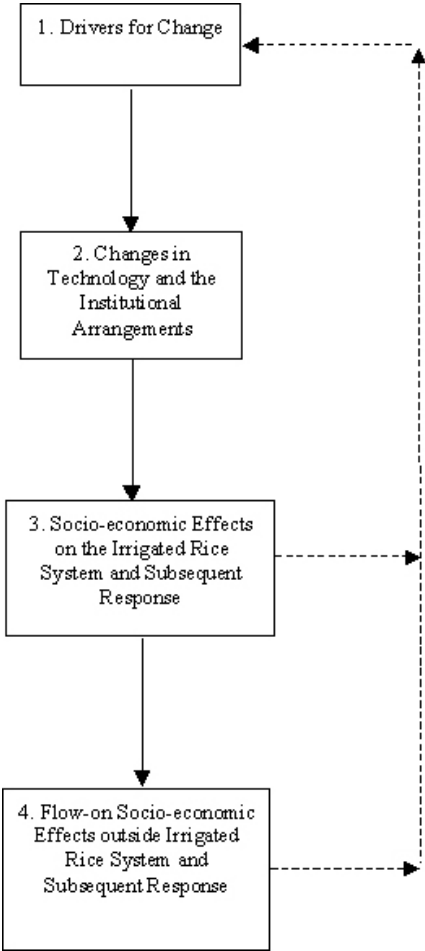 1. Drivers for Change
2. Changes in
Technology and the
Institutional
Arrangements
3. Socio-economic Effects
on the Irrigated Rice
System and Subsequent
Response
4. Flow-on Socio-economic
Effects outside Irrigated
Rice System and
Subsequent Response